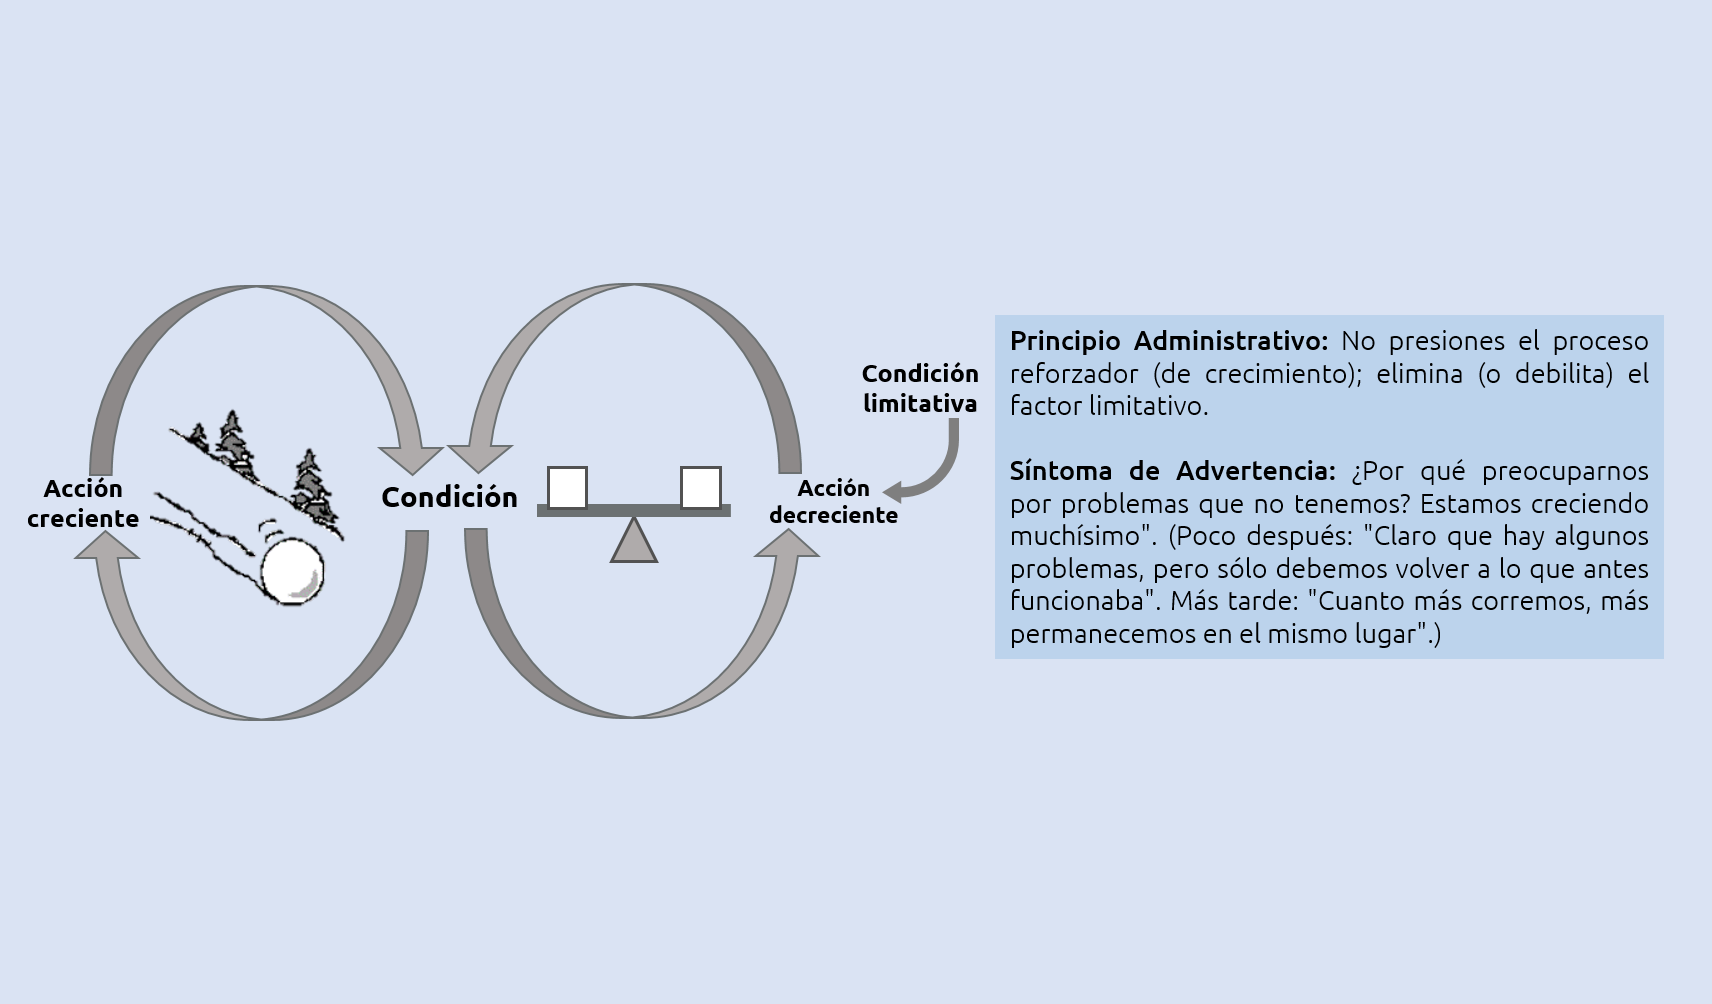 Acción
creciente
Condición
Acción
decreciente
Condición
limitativa
Principio Administrativo: No presiones el proceso
reforzador (de crecimiento); elimina (o debilita) el
factor limitativo.
Síntoma de Advertencia: ¿Por qué preocuparnos
por problemas que no tenemos? Estamos creciendo
muchísimo". (Poco después: "Claro que hay algunos
problemas, pero sólo debemos volver a lo que antes
funcionaba". Más tarde: "Cuanto más corremos, más
permanecemos en el mismo lugar".)